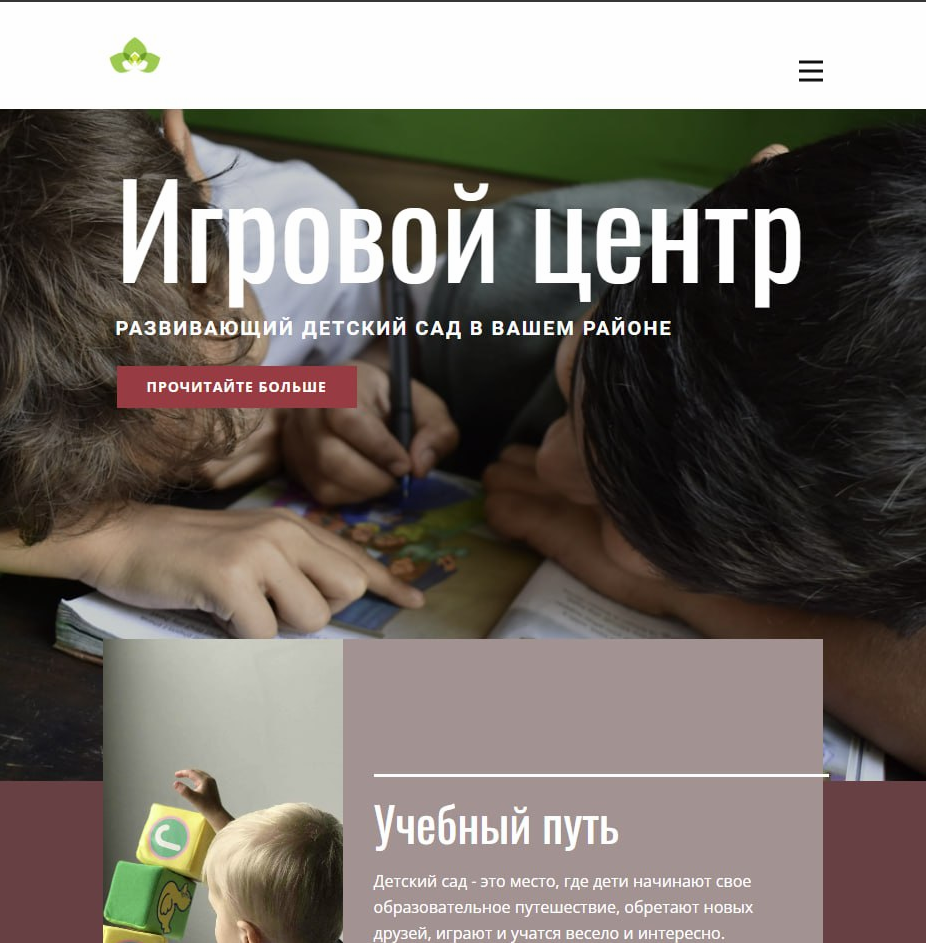 Игровой центр
РАЗВИВАЮЩИЙ ДЕТСКИЙ САД В ВАШЕМ РАЙОНЕ
ПРОЧИТАЙТЕ БОЛЬШЕ
Учебный путь
Детский сад - это место, где дети начинают свое
образовательное путешествие, обретают новых
друзей, играют и учатся весело и интересно.